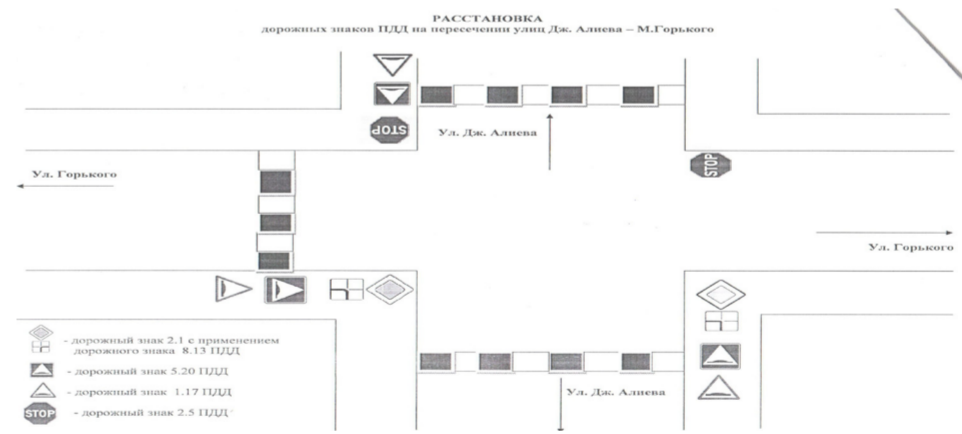 РАССТАНОВКА
дорожных знаков ПДД на пересечении улиц Дж. Алиева – М.Горького
STOP
Ул. Дж. Алиева
STOP
Ул. Горького
Ул. Горького
- дорожный знак 2.1 с применением
дорожного знака 8.13 ПДД
- дорожный знак 5.20 ПДД
- дорожный знак 1.17 ПДД
STOP - дорожный знак 2.5 ПДД
Ул. Дж. Алиева